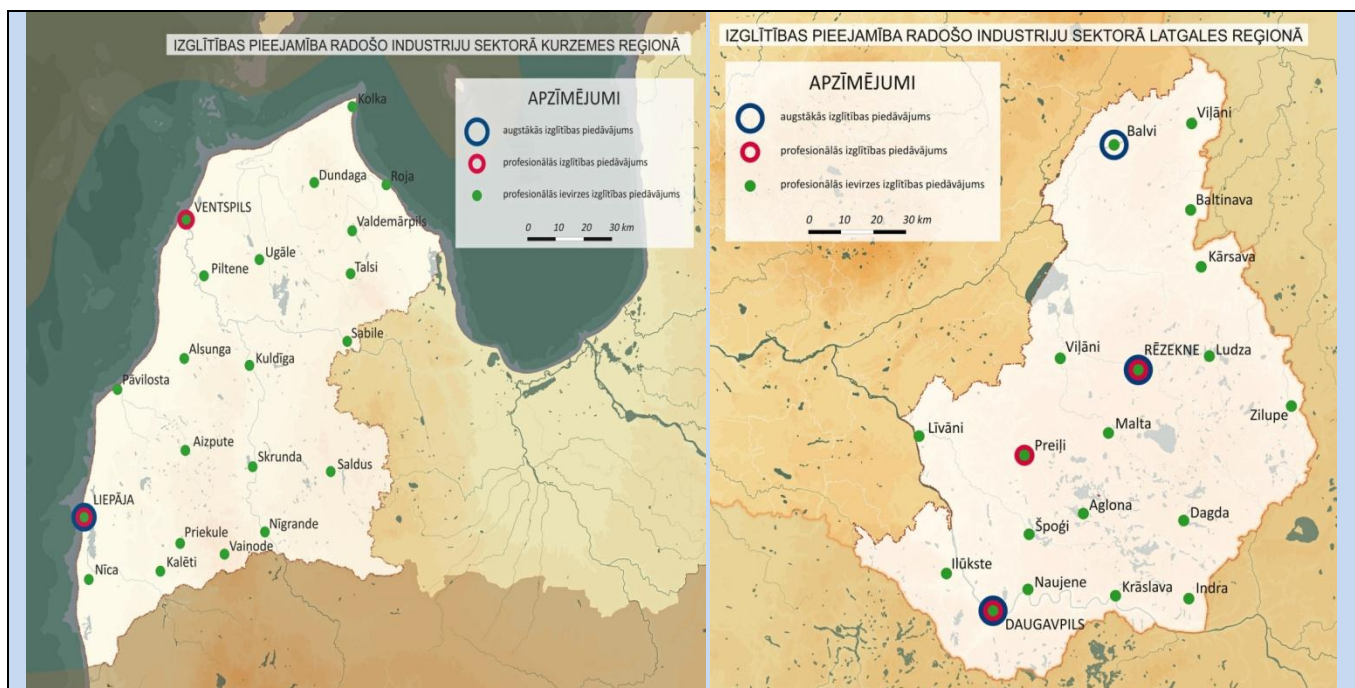 IZGLĪTĪBAS PIEEJAMĪBA RADOŠO INDUSTRIJU SEKTORĀ KURZEMES REĢIONĀ
APZĪMĒJUMI
augstākās izglītības piedāvājums
profesionālās izglītības piedāvājums
profesionālās ievirzes izglītības piedāvājums
0 10 20 30 km
Kolka
Dundaga
Roja
VENTSPILS
Valdemārpils
Ugāle
Piltene
Talsi
Sabile
Alsunga
Kuldīga
Pāvilosta
Aizpute
Skrunda
Saldus
LIEPĀJA
Nīgrande
Priekule
Vaiņode
Kalēti
Nīca
IZGLĪTĪBAS PIEEJAMĪBA RADOŠO INDUSTRIJU SEKTORĀ LATGALES REĢIONĀ
APZĪMĒJUMI
augstākās izglītības piedāvājums
profesionālās izglītības piedāvājums
profesionālās ievirzes izglītības piedāvājums
0 10 20 30 km
Viļāni
Balvi
Baltinava
Kārsava
Viļāni
RĒZEKNE
Ludza
Zilupe
Līvāni
Malta
Preiļi
Aglona
Dagda
Špoģi
Ilūkste
Naujene
Krāslava
Indra
DAUGAVPILS